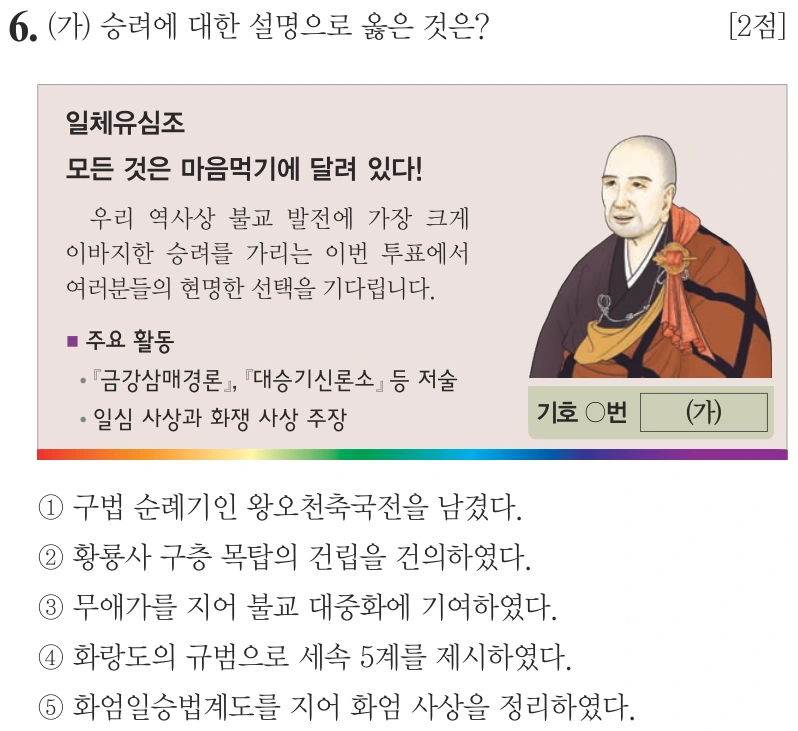 6. (가) 승려에 대한 설명으로 옳은 것은? [2점]
일체유심조
모든 것은 마음먹기에 달려 있다!
우리 역사상 불교 발전에 가장 크게
이바지한 승려를 가리는 이번 투표에서
여러분들의 현명한 선택을 기다립니다.
■ 주요 활동
• 『금강삼매경론』, 『대승기신론소』 등 저술
• 일심 사상과 화쟁 사상 주장
기호 ○번 (가)
① 구법 순례기인 왕오천축국전을 남겼다.
② 황룡사 구층 목탑의 건립을 건의하였다.
③ 무애가를 지어 불교 대중화에 기여하였다.
④ 화랑도의 규범으로 세속 5계를 제시하였다.
⑤ 화엄일승법계도를 지어 화엄 사상을 정리하였다.